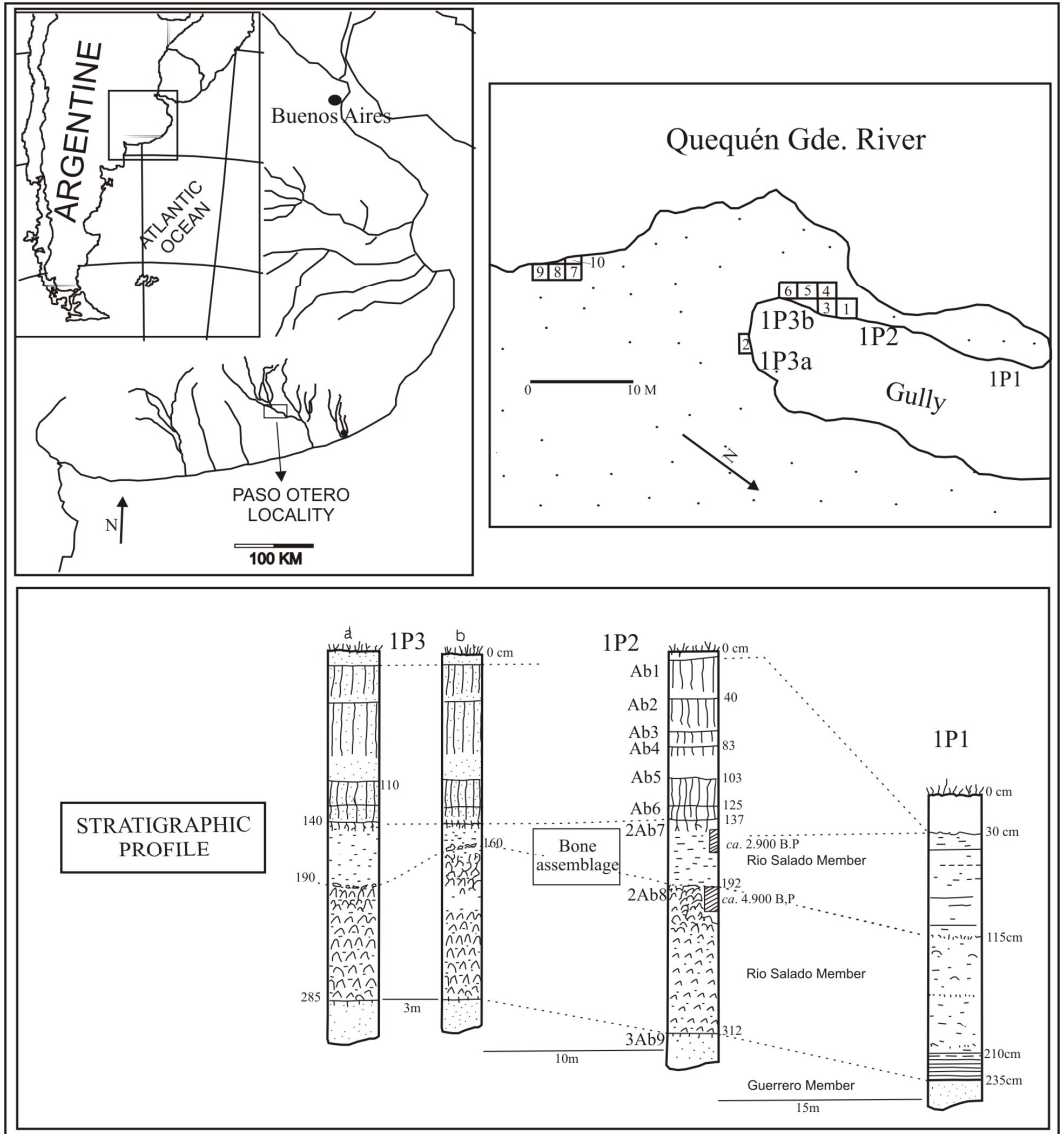 ARGENTINE
ATLANTIC
OCEAN
Buenos Aires
PASO OTERO
LOCALITY
N
100 KM
Quequén Gde. River
10
9 8 7
6 5 4
3 1
1P3b
1P2
2
1P3a
1P1
Gully
0 10 M
N
STRATIGRAPHIC
PROFILE
a 1P3 b
0 cm
110
140
160
190
285
3m
10m
Bone
assemblage
1P2
0 cm
Ab1
40
Ab2
Ab3
Ab4
83
Ab5
103
Ab6
125
137
2Ab7
ca. 2.900 B.P
Rio Salado Member
192
2Ab8
ca. 4.900 B,P
Rio Salado Member
312
3Ab9
Guerrero Member
15m
1P1
0 cm
30 cm
115cm
210cm
235cm